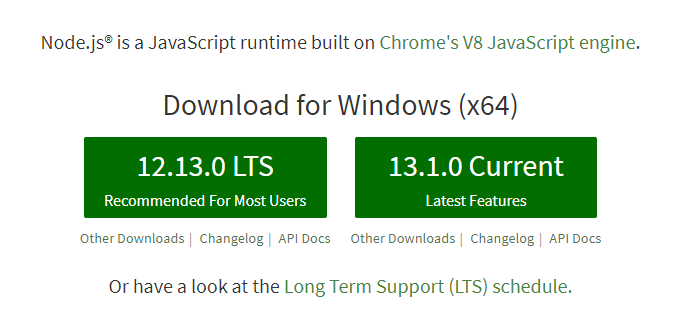 Node.js® is a JavaScript runtime built on Chrome's V8 JavaScript engine.
Download for Windows (x64)
12.13.0 LTS
Recommended For Most Users
13.1.0 Current
Latest Features
Other Downloads | Changelog | API Docs
Other Downloads | Changelog | API Docs
Or have a look at the Long Term Support (LTS) schedule.